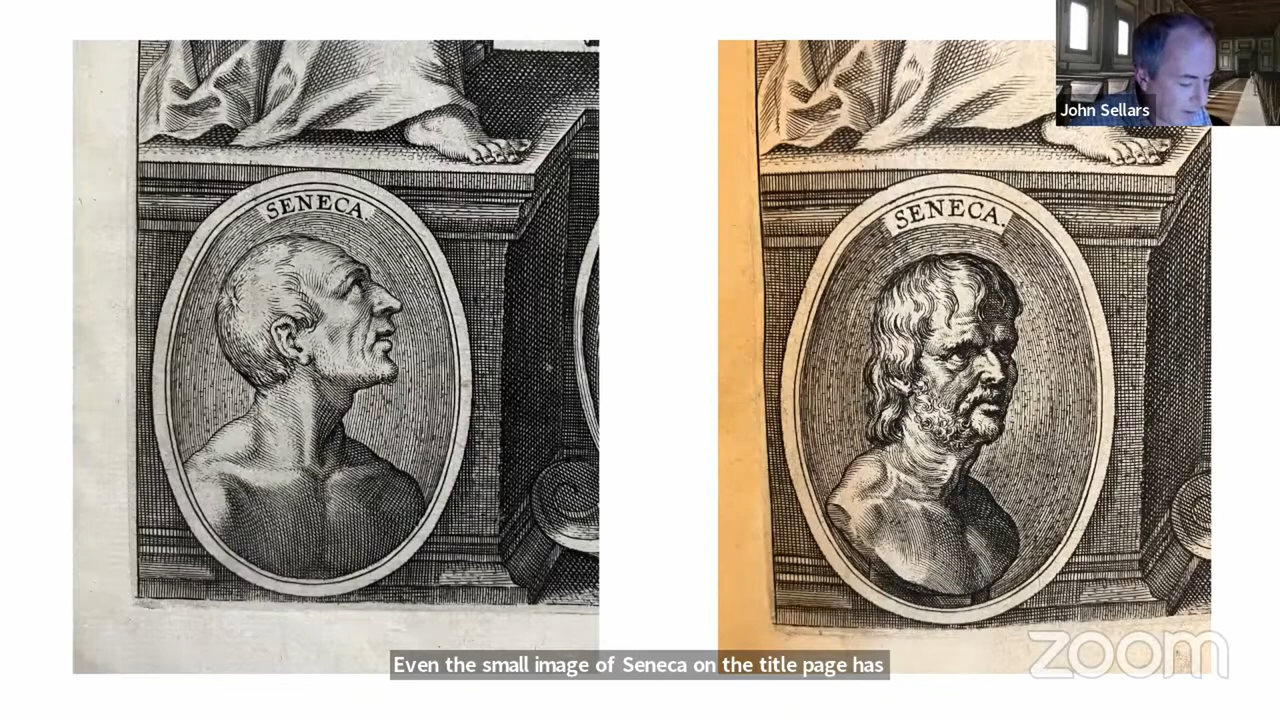 John Sellars
SENECA.
SENECA.
Even the small image of Seneca on the title page has
zoom